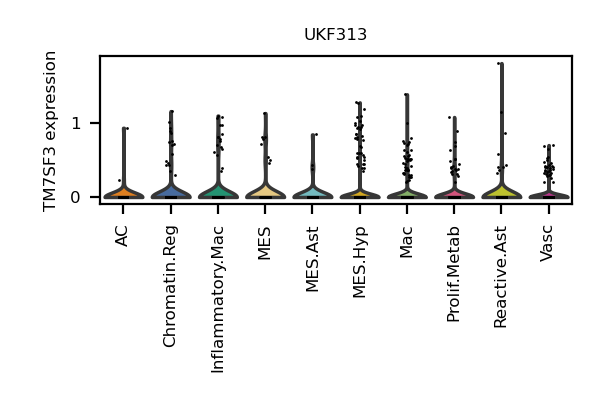 UKF313
TM7SF3 expression
1
0
AC
Chromatin.Reg
Inflammatory.Mac
MES
MES.Ast
MES.Hyp
Mac
Prolif.Metab
Reactive.Ast
Vasc